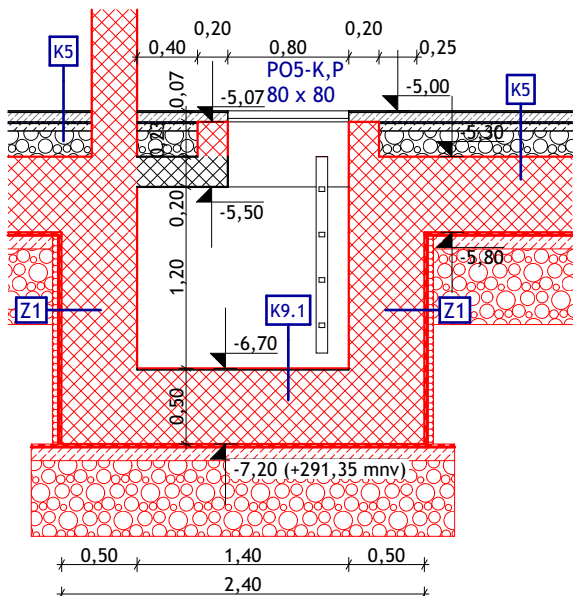 0,20 0,20
0,40 0,80 0,25
K5
PO5-K,P
80 x 80
0,07
-5,07
-5,00
K5
0,23
-5,30
0,20
-5,50
1,20
-5,80
Z1
K9.1
Z1
-6,70
0,50
-7,20 (+291,35 mnv)
0,50 1,40 0,50
2,40